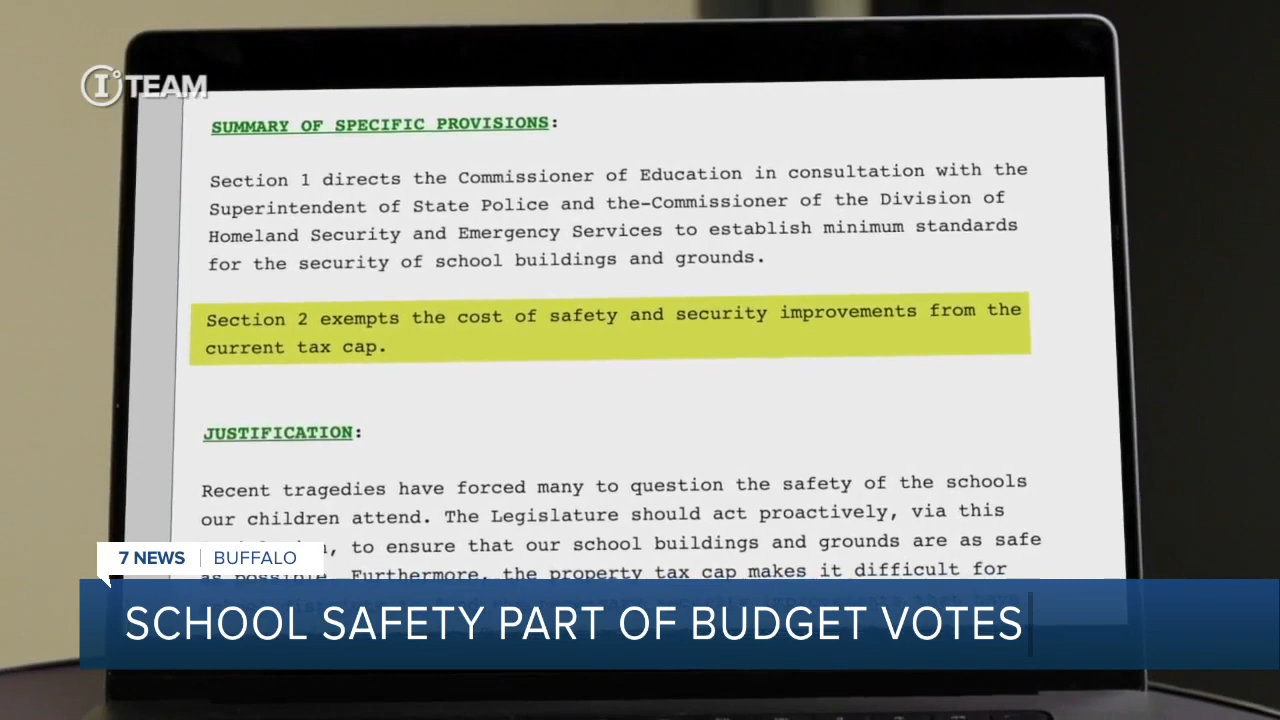 I TEAM
SUMMARY OF SPECIFIC PROVISIONS:
Section 1 directs the Commissioner of Education in consultation with the
Superintendent of State Police and the-Commissioner of the Division of
Homeland Security and Emergency Services to establish minimum standards
for the security of school buildings and grounds.
Section 2 exempts the cost of safety and security improvements from the
current tax cap.
JUSTIFICATION:
Recent tragedies have forced many to question the safety of the schools
our children attend. The Legislature should act proactively, via this
, to ensure that our school buildings and grounds are as safe
as possible. Furthermore, the property tax cap makes it difficult for
7 NEWS | BUFFALO
SCHOOL SAFETY PART OF BUDGET VOTES